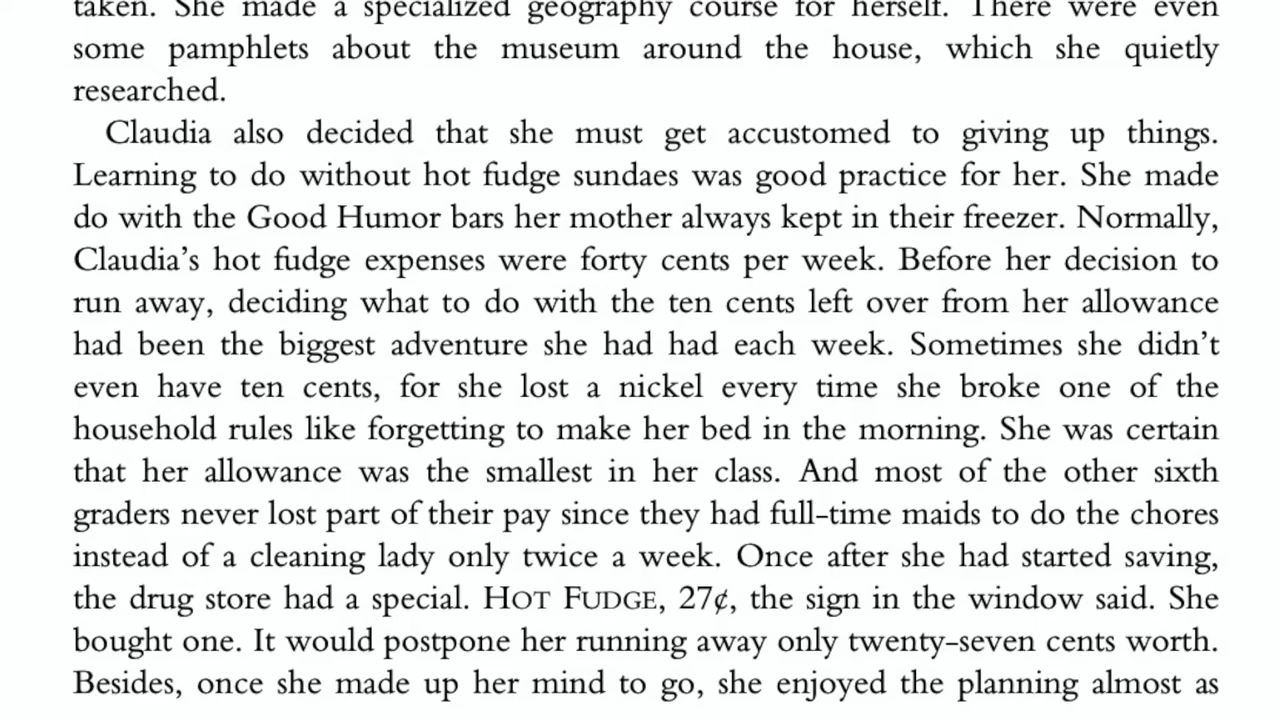 taken. She made a specialized geography course for herself. There were even
some pamphlets about the museum around the house, which she quietly
researched.
Claudia also decided that she must get accustomed to giving up things.
Learning to do without hot fudge sundaes was good practice for her. She made
do with the Good Humor bars her mother always kept in their freezer. Normally,
Claudia’s hot fudge expenses were forty cents per week. Before her decision to
run away, deciding what to do with the ten cents left over from her allowance
had been the biggest adventure she had had each week. Sometimes she didn’t
even have ten cents, for she lost a nickel every time she broke one of the
household rules like forgetting to make her bed in the morning. She was certain
that her allowance was the smallest in her class. And most of the other sixth
graders never lost part of their pay since they had full-time maids to do the chores
instead of a cleaning lady only twice a week. Once after she had started saving,
the drug store had a special. HOT FUDGE, 27¢, the sign in the window said. She
bought one. It would postpone her running away only twenty-seven cents worth.
Besides, once she made up her mind to go, she enjoyed the planning almost as